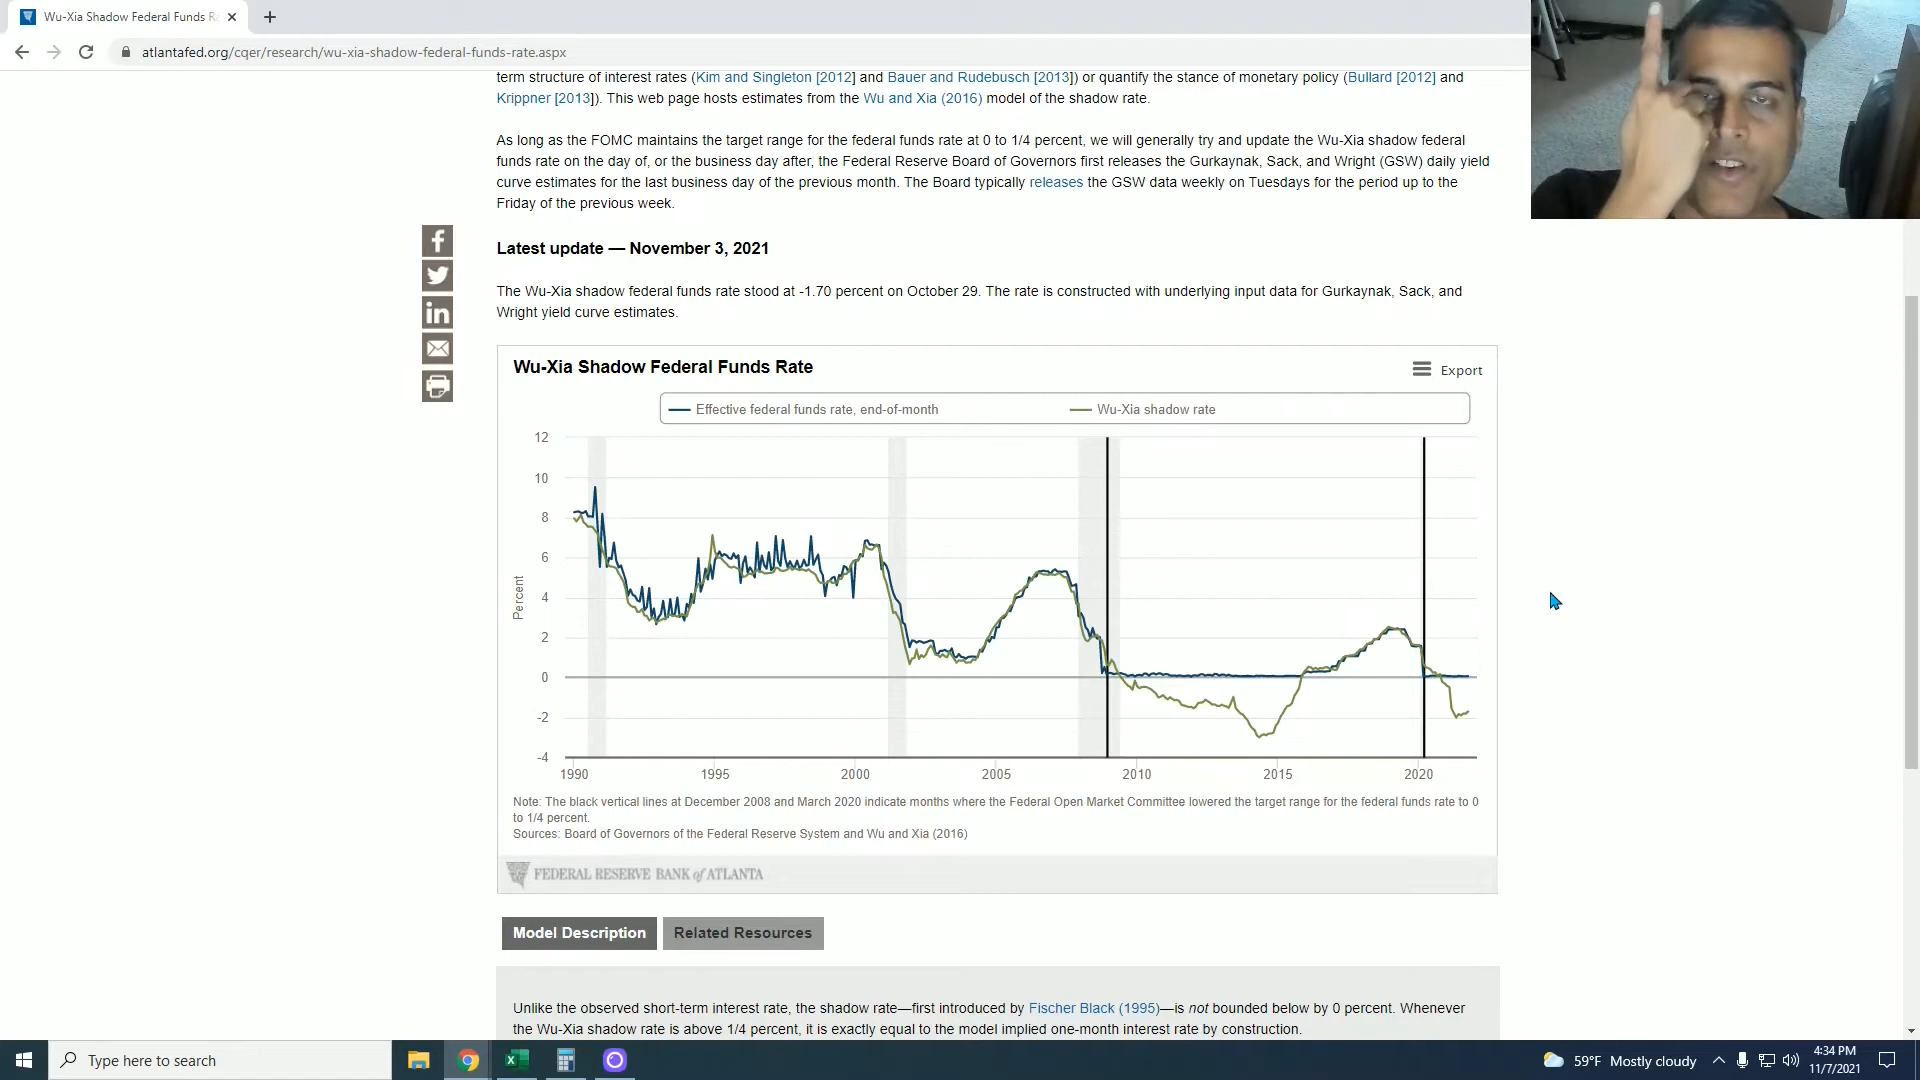 Wu-Xia Shadow Federal Funds R
atlantafed.org/cqer/research/wu-xia-shadow-federal-funds-rate.aspx
term structure of interest rates (Kim and Singleton [2012] and Bauer and Rudebusch [2013]) or quantify the stance of monetary policy (Bullard [2012] and
Krippner [2013]). This web page hosts estimates from the Wu and Xia (2016) model of the shadow rate.
As long as the FOMC maintains the target range for the federal funds rate at 0 to 1/4 percent, we will generally try and update the Wu-Xia shadow federal
funds rate on the day of, or the business day after, the Federal Reserve Board of Governors first releases the Gurkaynak, Sack, and Wright (GSW) daily yield
curve estimates for the last business day of the previous month. The Board typically releases the GSW data weekly on Tuesdays for the period up to the
Friday of the previous week.
Latest update — November 3, 2021
The Wu-Xia shadow federal funds rate stood at -1.70 percent on October 29. The rate is constructed with underlying input data for Gurkaynak, Sack, and
Wright yield curve estimates.
Wu-Xia Shadow Federal Funds Rate
Export
Effective federal funds rate, end-of-month
Wu-Xia shadow rate
12
10
8
6
4
2
0
-2
-4
Percent
1990 1995 2000 2005 2010 2015 2020
Note: The black vertical lines at December 2008 and March 2020 indicate months where the Federal Open Market Committee lowered the target range for the federal funds rate to 0
to 1/4 percent.
Sources: Board of Governors of the Federal Reserve System and Wu and Xia (2016)
FEDERAL RESERVE BANK of ATLANTA
Model Description
Related Resources
Unlike the observed short-term interest rate, the shadow rate—first introduced by Fischer Black (1995)—is not bounded below by 0 percent. Whenever
the Wu-Xia shadow rate is above 1/4 percent, it is exactly equal to the model implied one-month interest rate by construction.
Type here to search
59°F Mostly cloudy
4:34 PM
11/7/2021